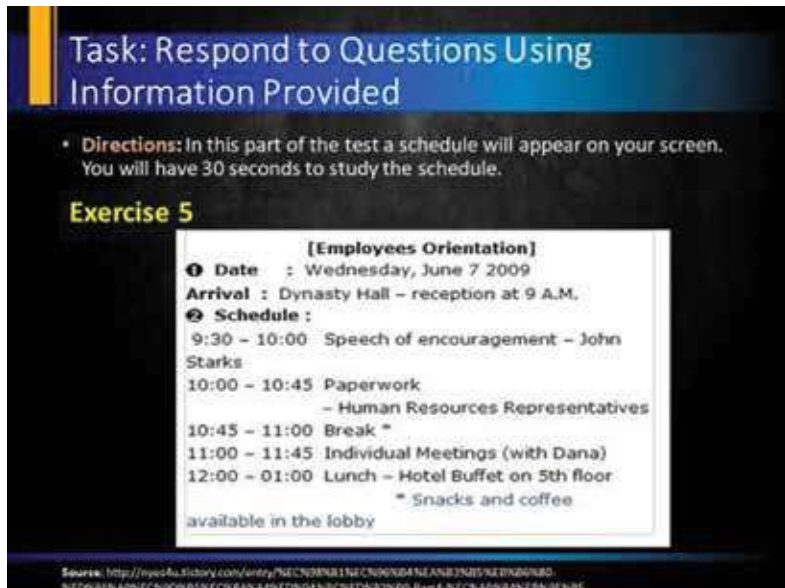 Task: Respond to Questions Using
Information Provided
• Directions: In this part of the test a schedule will appear on your screen.
You will have 30 seconds to study the schedule.
Exercise 5
[Employees Orientation]
❶ Date : Wednesday, June 7 2009
Arrival : Dynasty Hall – reception at 9 A.M.
❷ Schedule :
9:30 – 10:00 Speech of encouragement – John
Starks
10:00 – 10:45 Paperwork
– Human Resources Representatives
10:45 – 11:00 Break *
11:00 – 11:45 Individual Meetings (with Dana)
12:00 – 01:00 Lunch – Hotel Buffet on 5th floor
* Snacks and coffee
available in the lobby
Source: